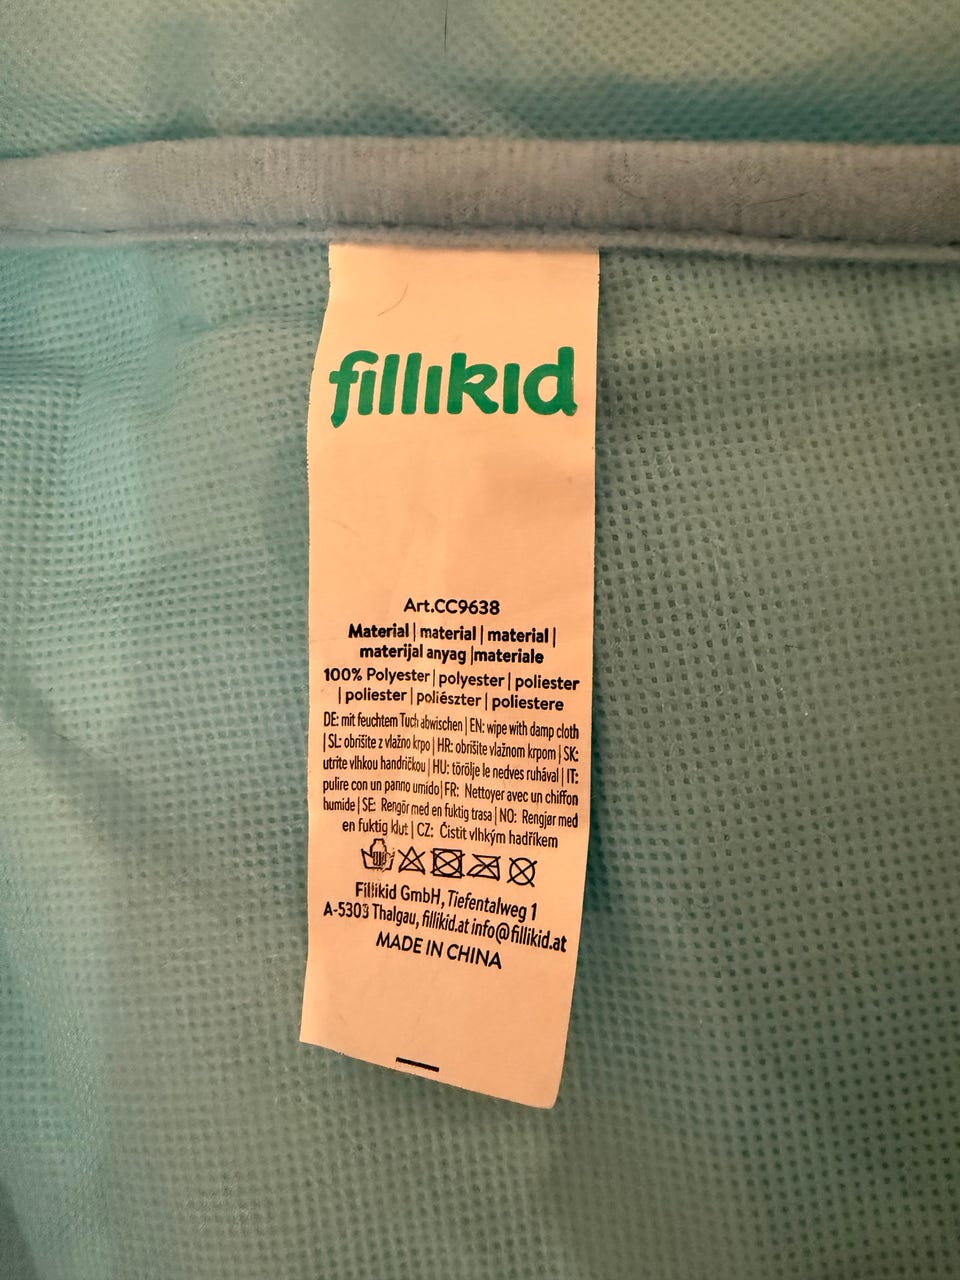 fillikid
Art.CC9638
Material | material | material |
materijal anyag |materiale
100% Polyester | polyester | poliester
| poliester | poliészter | poliestere
DE: mit feuchtem Tuch abwischen | EN: wipe with damp cloth
| SL: obrišite z vlažno krpo | HR: obrišite vlažnom krpom | SK:
utrite vlhkou handričkou | HU: törölje le nedves ruhával | IT:
pulire con un panno umido | FR: Nettoyer avec un chiffon
humide | SE: Rengör med en fuktig trasa | NO: Rengjør med
en fuktig klut | CZ: Čistit vlhkým hadříkem
Fillikid GmbH, Tiefentalweg 1
A-5303 Thalgau, fillikid.at info@fillikid.at
MADE IN CHINA